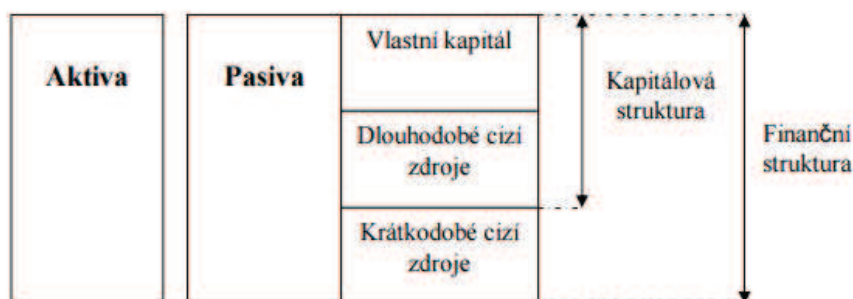 Aktiva
Pasiva
Vlastní kapitál
Dlouhodobé cizí
zdroje
Krátkodobé cizí
zdroje
Kapitálová
struktura
Finanční
struktura